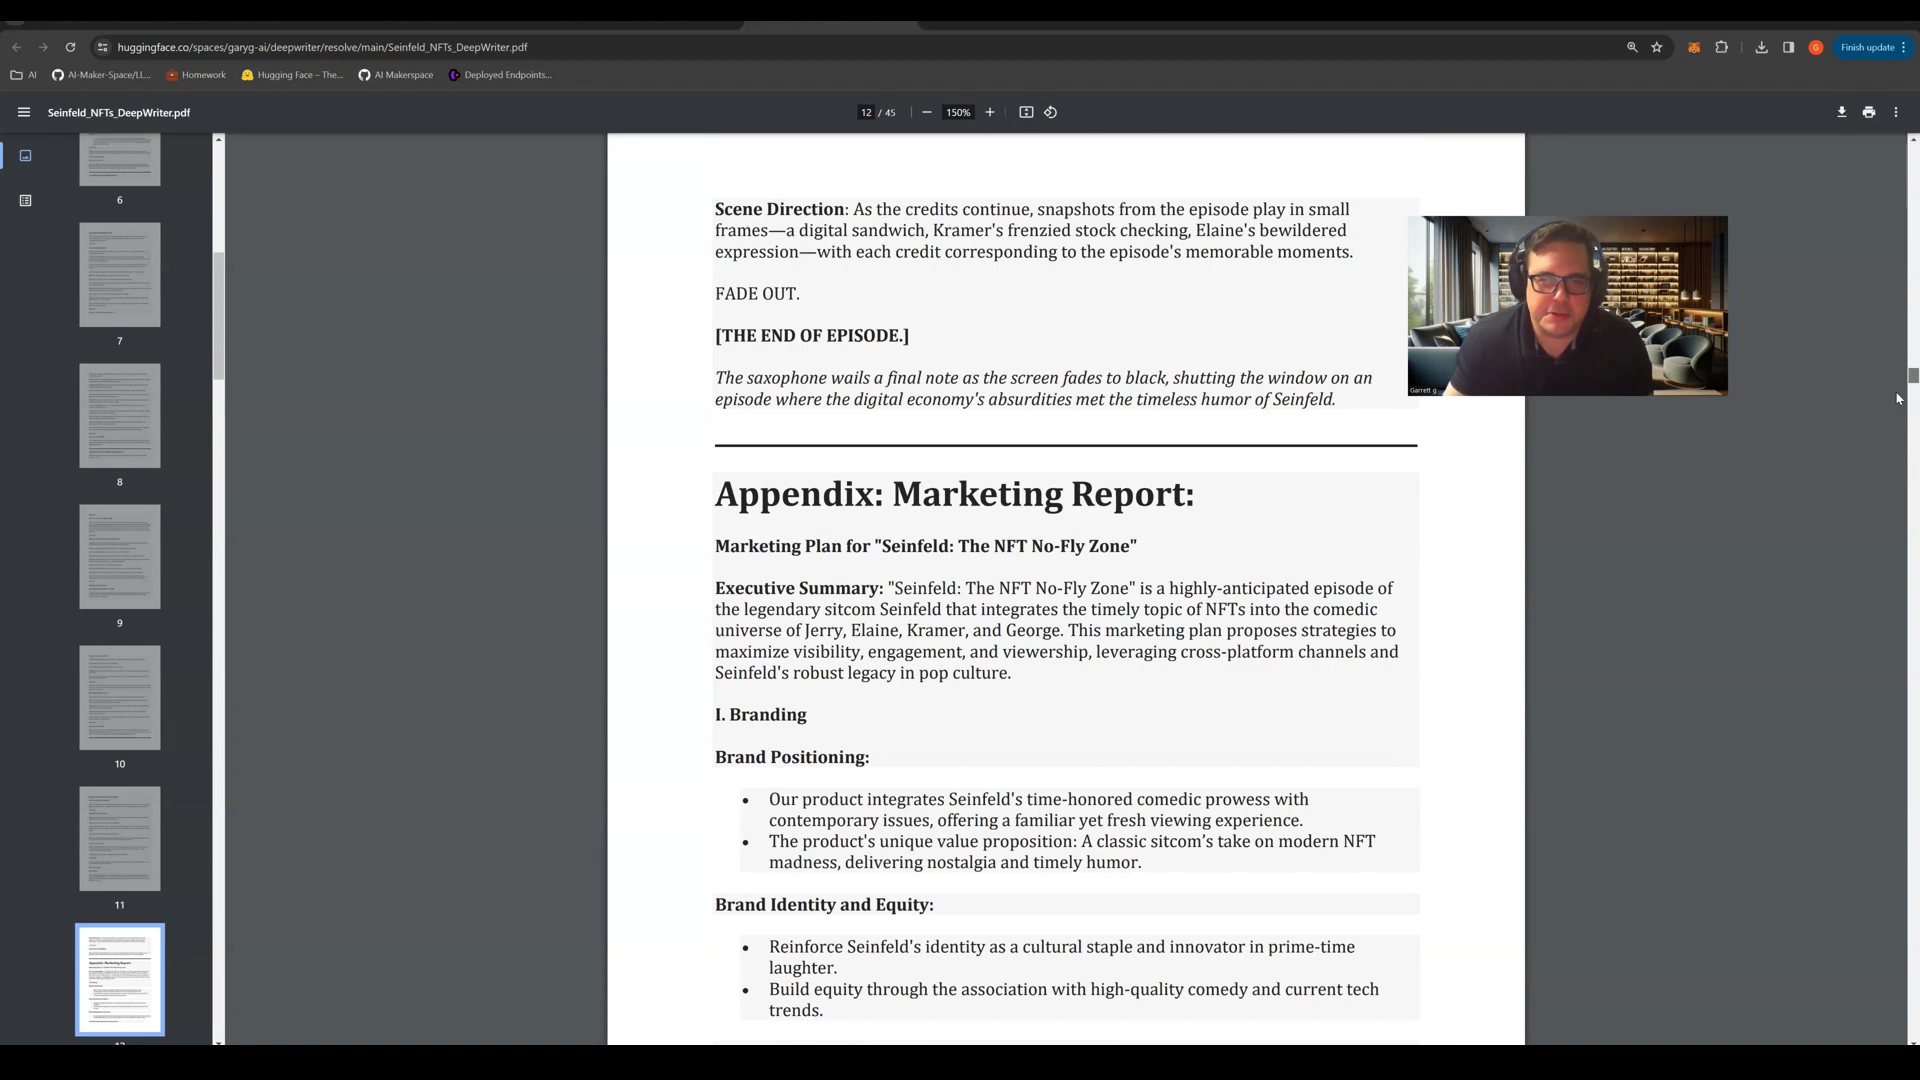 huggingface.co/spaces/garyg-ai/deepwriter/resolve/main/Seinfeld_NFTs_DeepWriter.pdf
G
Finish update
AI
AI-Maker-Space/LL...
Homework
Hugging Face – The...
AI Makerspace
Deployed Endpoints...
Seinfeld_NFTs_DeepWriter.pdf
12 / 45
150%
6
7
8
9
10
11
Scene Direction: As the credits continue, snapshots from the episode play in small
frames—a digital sandwich, Kramer's frenzied stock checking, Elaine's bewildered
expression—with each credit corresponding to the episode's memorable moments.
FADE OUT.
[THE END OF EPISODE.]
The saxophone wails a final note as the screen fades to black, shutting the window on an
episode where the digital economy's absurdities met the timeless humor of Seinfeld.
Garrett g
Appendix: Marketing Report:
Marketing Plan for "Seinfeld: The NFT No-Fly Zone"
Executive Summary: "Seinfeld: The NFT No-Fly Zone" is a highly-anticipated episode of
the legendary sitcom Seinfeld that integrates the timely topic of NFTs into the comedic
universe of Jerry, Elaine, Kramer, and George. This marketing plan proposes strategies to
maximize visibility, engagement, and viewership, leveraging cross-platform channels and
Seinfeld's robust legacy in pop culture.
I. Branding
Brand Positioning:
• Our product integrates Seinfeld's time-honored comedic prowess with
contemporary issues, offering a familiar yet fresh viewing experience.
• The product's unique value proposition: A classic sitcom’s take on modern NFT
madness, delivering nostalgia and timely humor.
Brand Identity and Equity:
• Reinforce Seinfeld's identity as a cultural staple and innovator in prime-time
laughter.
• Build equity through the association with high-quality comedy and current tech
trends.